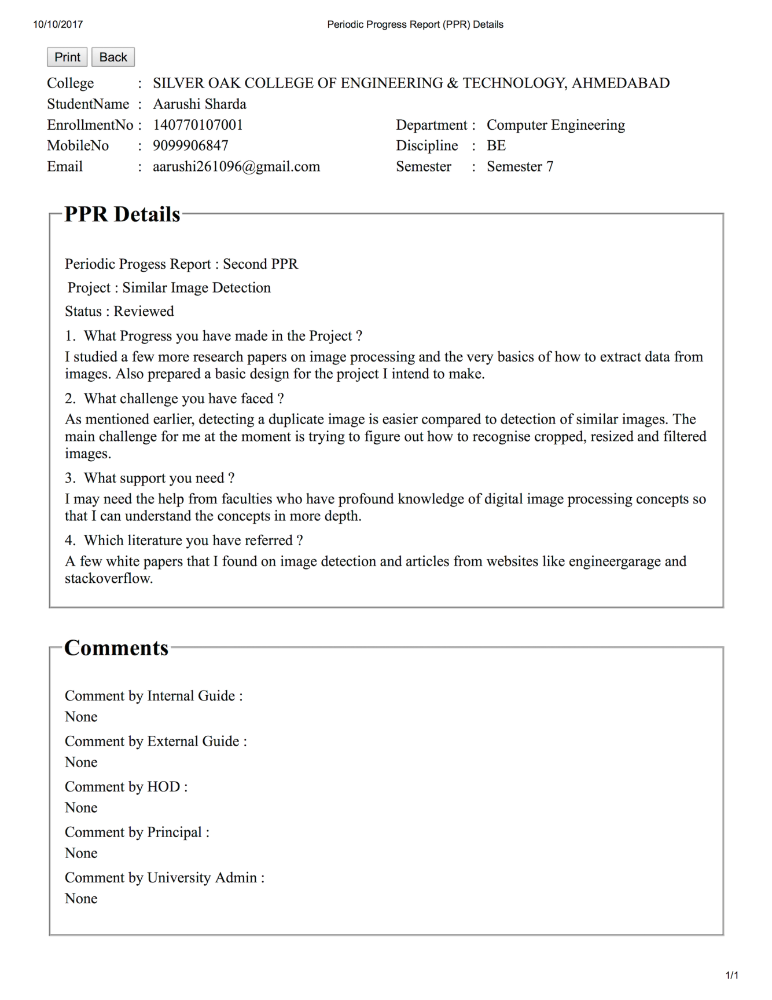 10/10/2017 Periodic Progress Report (PPR) Details
Print Back
College : SILVER OAK COLLEGE OF ENGINEERING & TECHNOLOGY, AHMEDABAD
StudentName : Aarushi Sharda
EnrollmentNo : 140770107001 Department : Computer Engineering
MobileNo : 9099906847 Discipline : BE
Email : aarushi261096@gmail.com Semester : Semester 7
PPR Details
Periodic Progess Report : Second PPR
Project : Similar Image Detection
Status : Reviewed
1. What Progress you have made in the Project ?
I studied a few more research papers on image processing and the very basics of how to extract data from
images. Also prepared a basic design for the project I intend to make.
2. What challenge you have faced ?
As mentioned earlier, detecting a duplicate image is easier compared to detection of similar images. The
main challenge for me at the moment is trying to figure out how to recognise cropped, resized and filtered
images.
3. What support you need ?
I may need the help from faculties who have profound knowledge of digital image processing concepts so
that I can understand the concepts in more depth.
4. Which literature you have referred ?
A few white papers that I found on image detection and articles from websites like engineergarage and
stackoverflow.
Comments
Comment by Internal Guide :
None
Comment by External Guide :
None
Comment by HOD :
None
Comment by Principal :
None
Comment by University Admin :
None
1/1